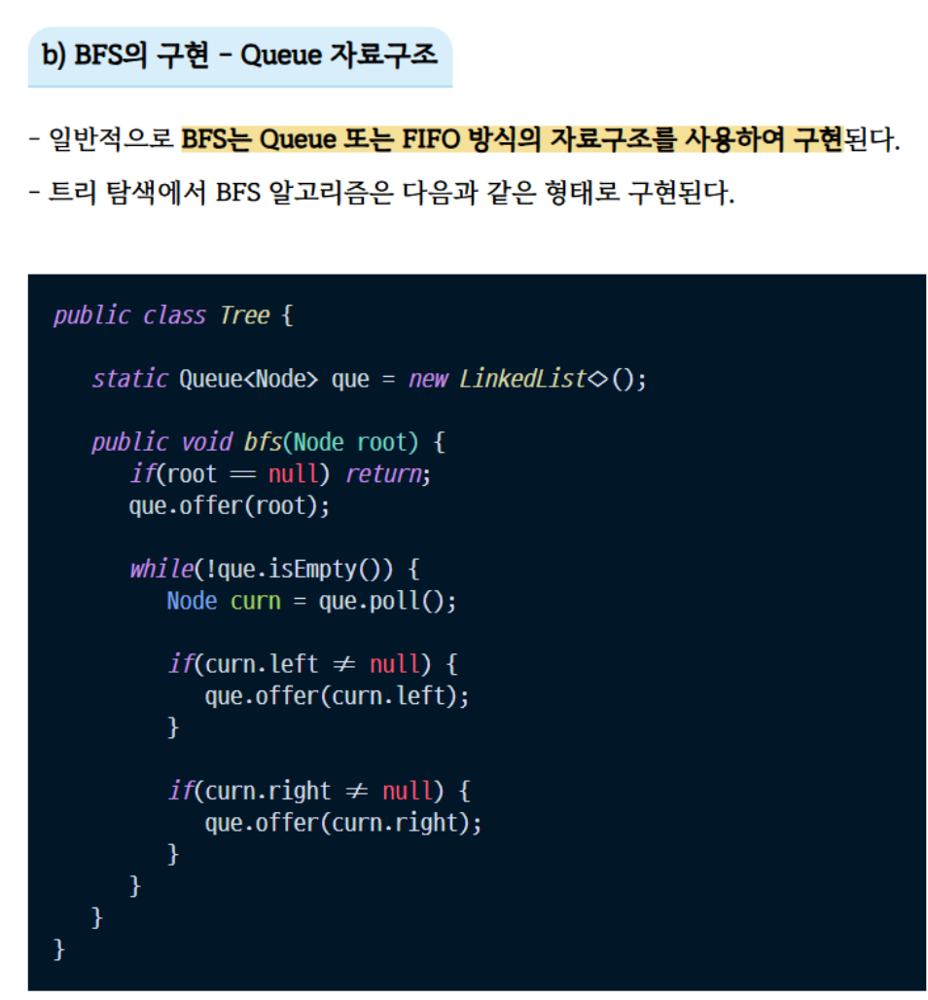 b) BFS의 구현 - Queue 자료구조
- 일반적으로 BFS는 Queue 또는 FIFO 방식의 자료구조를 사용하여 구현된다.
- 트리 탐색에서 BFS 알고리즘은 다음과 같은 형태로 구현된다.
public class Tree {
static Queue<Node> que = new LinkedList<>();
public void bfs(Node root) {
if(root == null) return;
que.offer(root);
while(!que.isEmpty()) {
Node curn = que.poll();
if(curn.left != null) {
que.offer(curn.left);
}
if(curn.right != null) {
que.offer(curn.right);
}
}
}
}